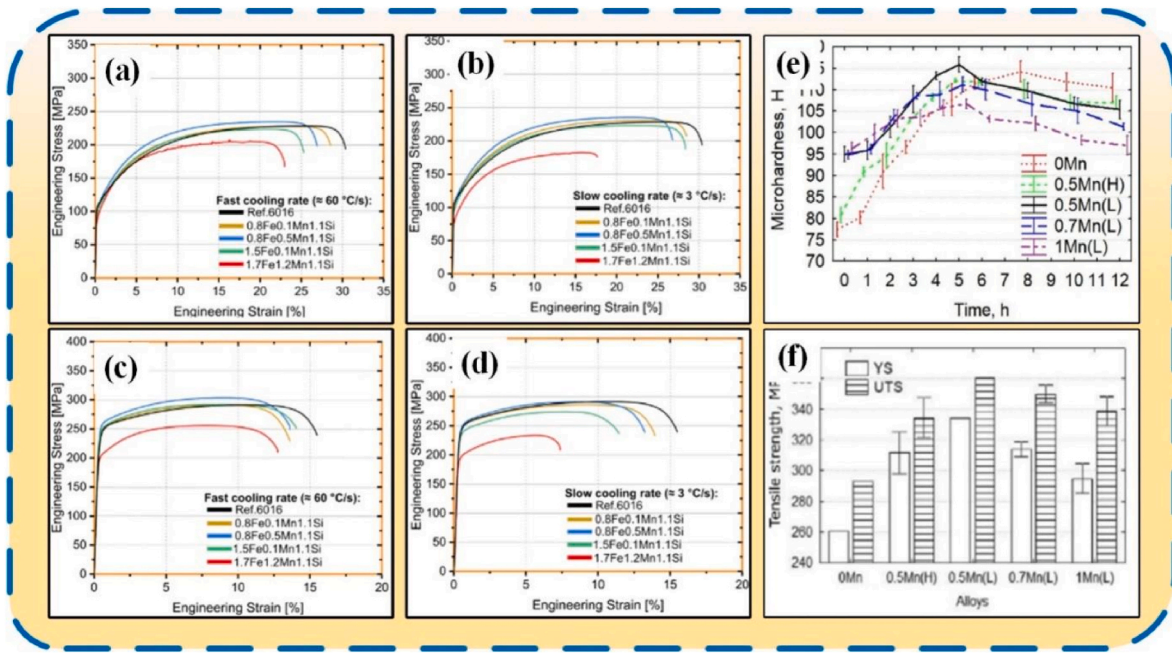 (a)
Engineering Stress [MPa]
350
300
250
200
150
100
50
0
0 5 10 15 20 25 30 35
Engineering Strain [%]
Fast cooling rate (≈ 60 °C/s):
Ref.6016
0.8Fe0.1Mn1.1Si
0.8Fe0.5Mn1.1Si
1.5Fe0.1Mn1.1Si
1.7Fe1.2Mn1.1Si
(b)
Engineering Stress [MPa]
350
300
250
200
150
100
50
0
0 5 10 15 20 25 30 35
Engineering Strain [%]
Slow cooling rate (≈ 3 °C/s):
Ref.6016
0.8Fe0.1Mn1.1Si
0.8Fe0.5Mn1.1Si
1.5Fe0.1Mn1.1Si
1.7Fe1.2Mn1.1Si
(e)
Microhardness, H
110
105
100
95
90
85
80
75
70
0 1 2 3 4 5 6 7 8 9 10 11 12
Time, h
0Mn
0.5Mn(H)
0.5Mn(L)
0.7Mn(L)
1Mn(L)
(c)
Engineering Stress [MPa]
400
350
300
250
200
150
100
50
0
0 5 10 15 20
Engineering Strain [%]
Fast cooling rate (≈ 60 °C/s):
Ref.6016
0.8Fe0.1Mn1.1Si
0.8Fe0.5Mn1.1Si
1.5Fe0.1Mn1.1Si
1.7Fe1.2Mn1.1Si
(d)
Engineering Stress [MPa]
400
350
300
250
200
150
100
50
0
0 5 10 15 20
Engineering Strain [%]
Slow cooling rate (≈ 3 °C/s):
Ref.6016
0.8Fe0.1Mn1.1Si
0.8Fe0.5Mn1.1Si
1.5Fe0.1Mn1.1Si
1.7Fe1.2Mn1.1Si
(f)
Tensile strength,
340
320
300
280
260
240
YS
UTS
0Mn 0.5Mn(H) 0.5Mn(L) 0.7Mn(L) 1Mn(L)
Alloys